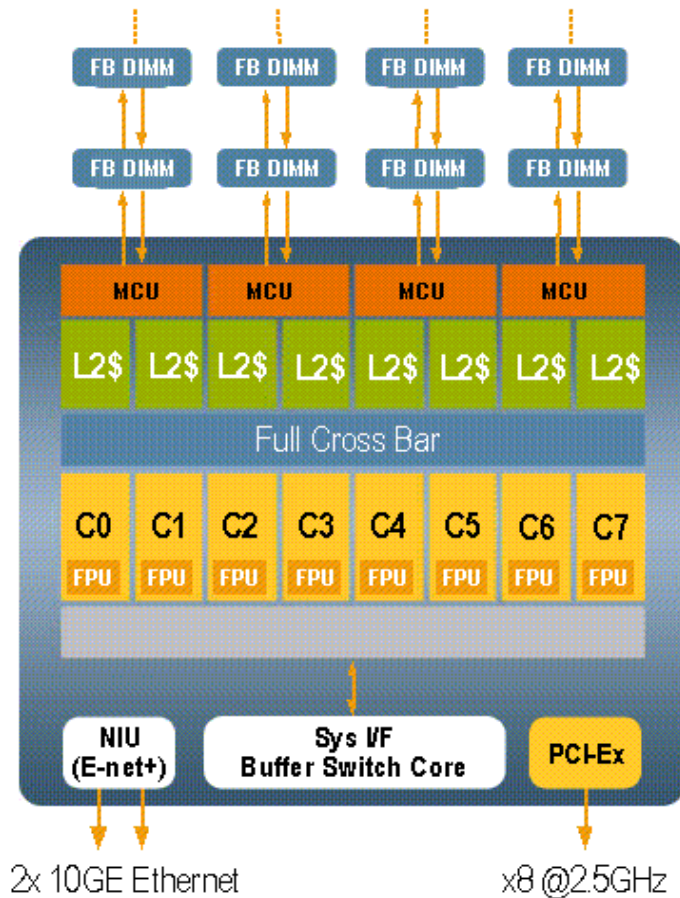 FB DIMM FB DIMM FB DIMM FB DIMM
FB DIMM FB DIMM FB DIMM FB DIMM
MCU MCU MCU MCU
L2$ L2$ L2$ L2$ L2$ L2$ L2$ L2$
Full Cross Bar
C0 C1 C2 C3 C4 C5 C6 C7
FPU FPU FPU FPU FPU FPU FPU FPU
NIU
(E-net+)
Sys I/F
Buffer Switch Core
PCI-Ex
2x 10GE Ethernet
x8 @2.5GHz